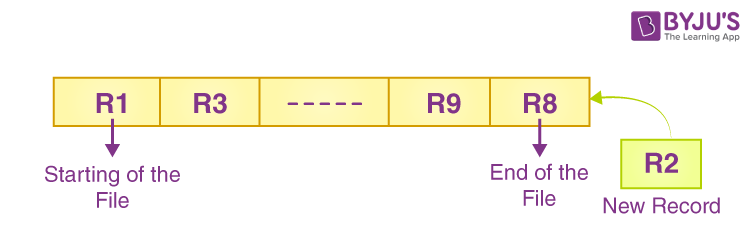 BYJU'S
The Learning App
R1 R3 ----- R9 R8
Starting of the
File
End of the
File
R2
New Record